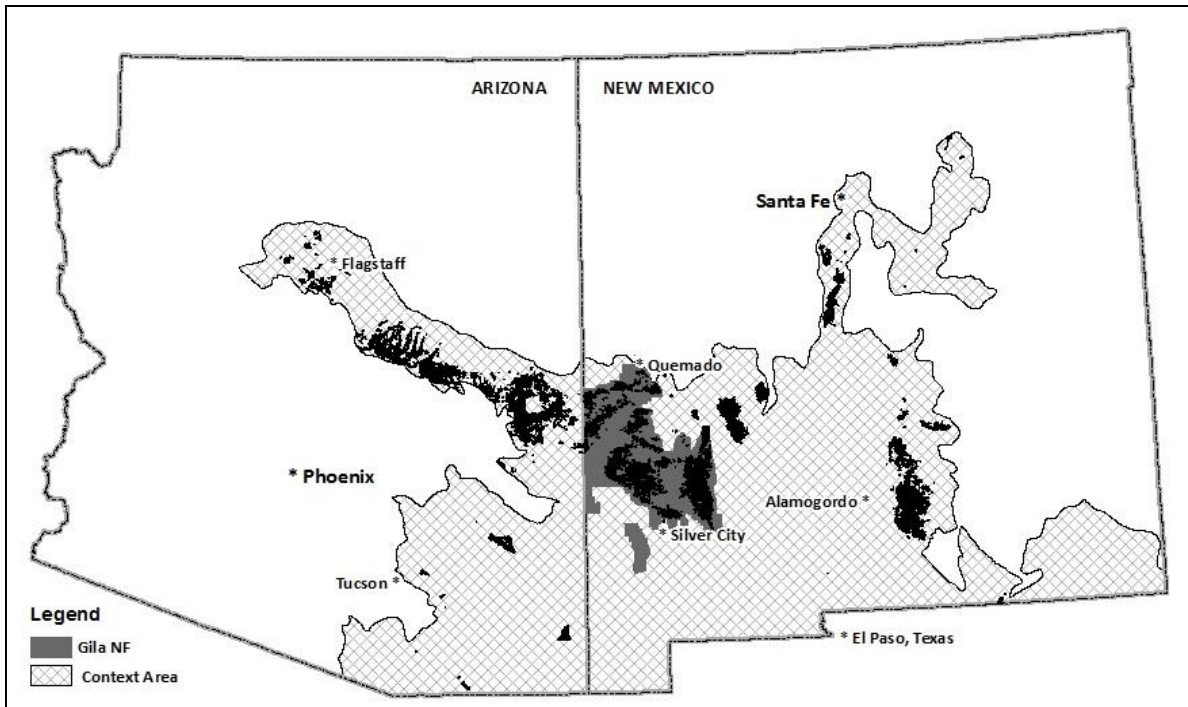 ARIZONA
NEW MEXICO
Santa Fe *
* Flagstaff
* Quemado
* Phoenix
Alamogordo *
* Silver City
Tucson *
Legend
Gila NF
Context Area
* El Paso, Texas